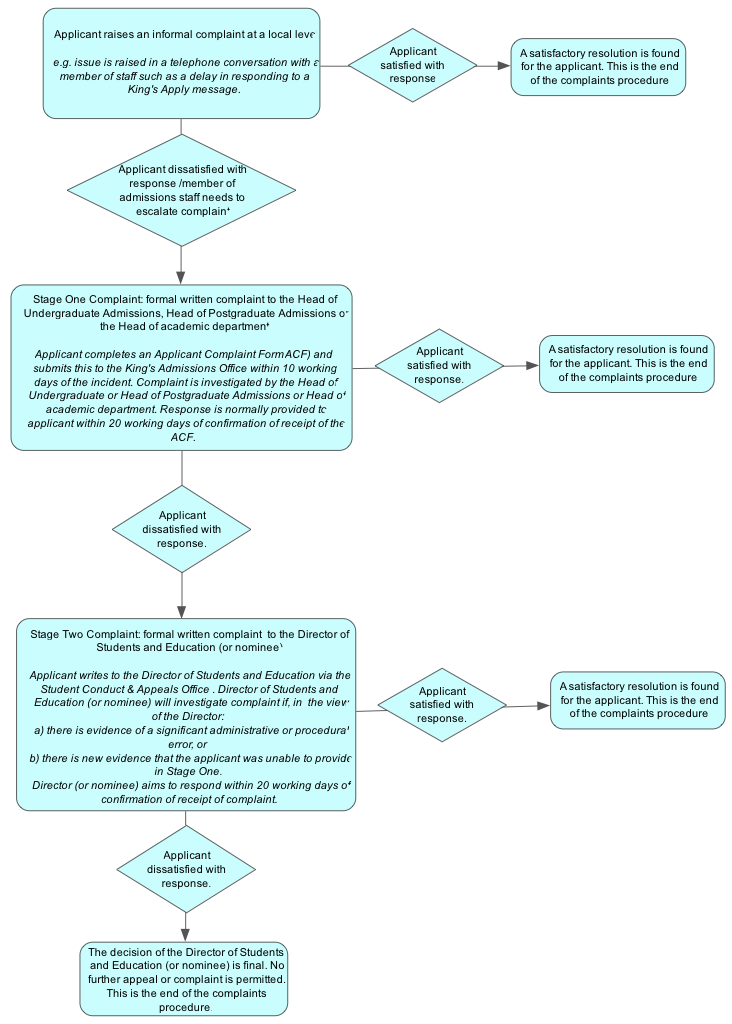 Applicant raises an informal complaint at a local leve
e.g. issue is raised in a telephone conversation with a
member of staff such as a delay in responding to a
King's Apply message.
Applicant
satisfied with
response
A satisfactory resolution is found
for the applicant. This is the end
of the complaints procedure
Applicant dissatisfied with
response /member of
admissions staff needs to
escalate complain
Stage One Complaint: formal written complaint to the Head of
Undergraduate Admissions, Head of Postgraduate Admissions or
the Head of academic department
Applicant completes an Applicant Complaint FormACF) and
submits this to the King's Admissions Office within 10 working
days of the incident. Complaint is investigated by the Head of
Undergraduate or Head of Postgraduate Admissions or Head of
academic department. Response is normally provided to
applicant within 20 working days of confirmation of receipt of the
ACF.
Applicant
satisfied with
response.
A satisfactory resolution is found
for the applicant. This is the end
of the complaints procedure
Applicant
dissatisfied with
response.
Stage Two Complaint: formal written complaint to the Director of
Students and Education (or nominee)
Applicant writes to the Director of Students and Education via the
Student Conduct & Appeals Office . Director of Students and
Education (or nominee) will investigate complaint if, in the view
of the Director:
a) there is evidence of a significant administrative or procedural
error, or
b) there is new evidence that the applicant was unable to provide
in Stage One.
Director (or nominee) aims to respond within 20 working days of
confirmation of receipt of complaint.
Applicant
satisfied with
response.
A satisfactory resolution is found
for the applicant. This is the end
of the complaints procedure
Applicant
dissatisfied with
response.
The decision of the Director of Students
and Education (or nominee) is final. No
further appeal or complaint is permitted.
This is the end of the complaints
procedure